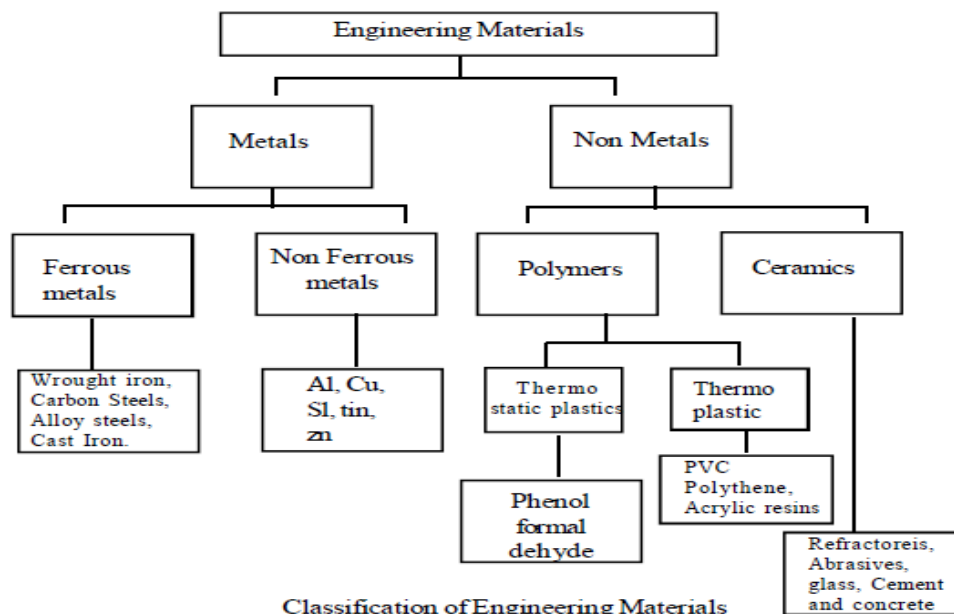 Engineering Materials
Metals
Non Metals
Ferrous
metals
Non Ferrous
metals
Polymers
Ceramics
Wrought iron,
Carbon Steels,
Alloy steels,
Cast Iron.
Al, Cu,
Sl, tin,
zn
Thermo
static plastics
Thermo
plastic
Phenol
formal
dehyde
PVC
Polythene,
Acrylic resins
Refractoreis,
Abrasives,
glass, Cement
and concrete
Classification of Engineering Materials